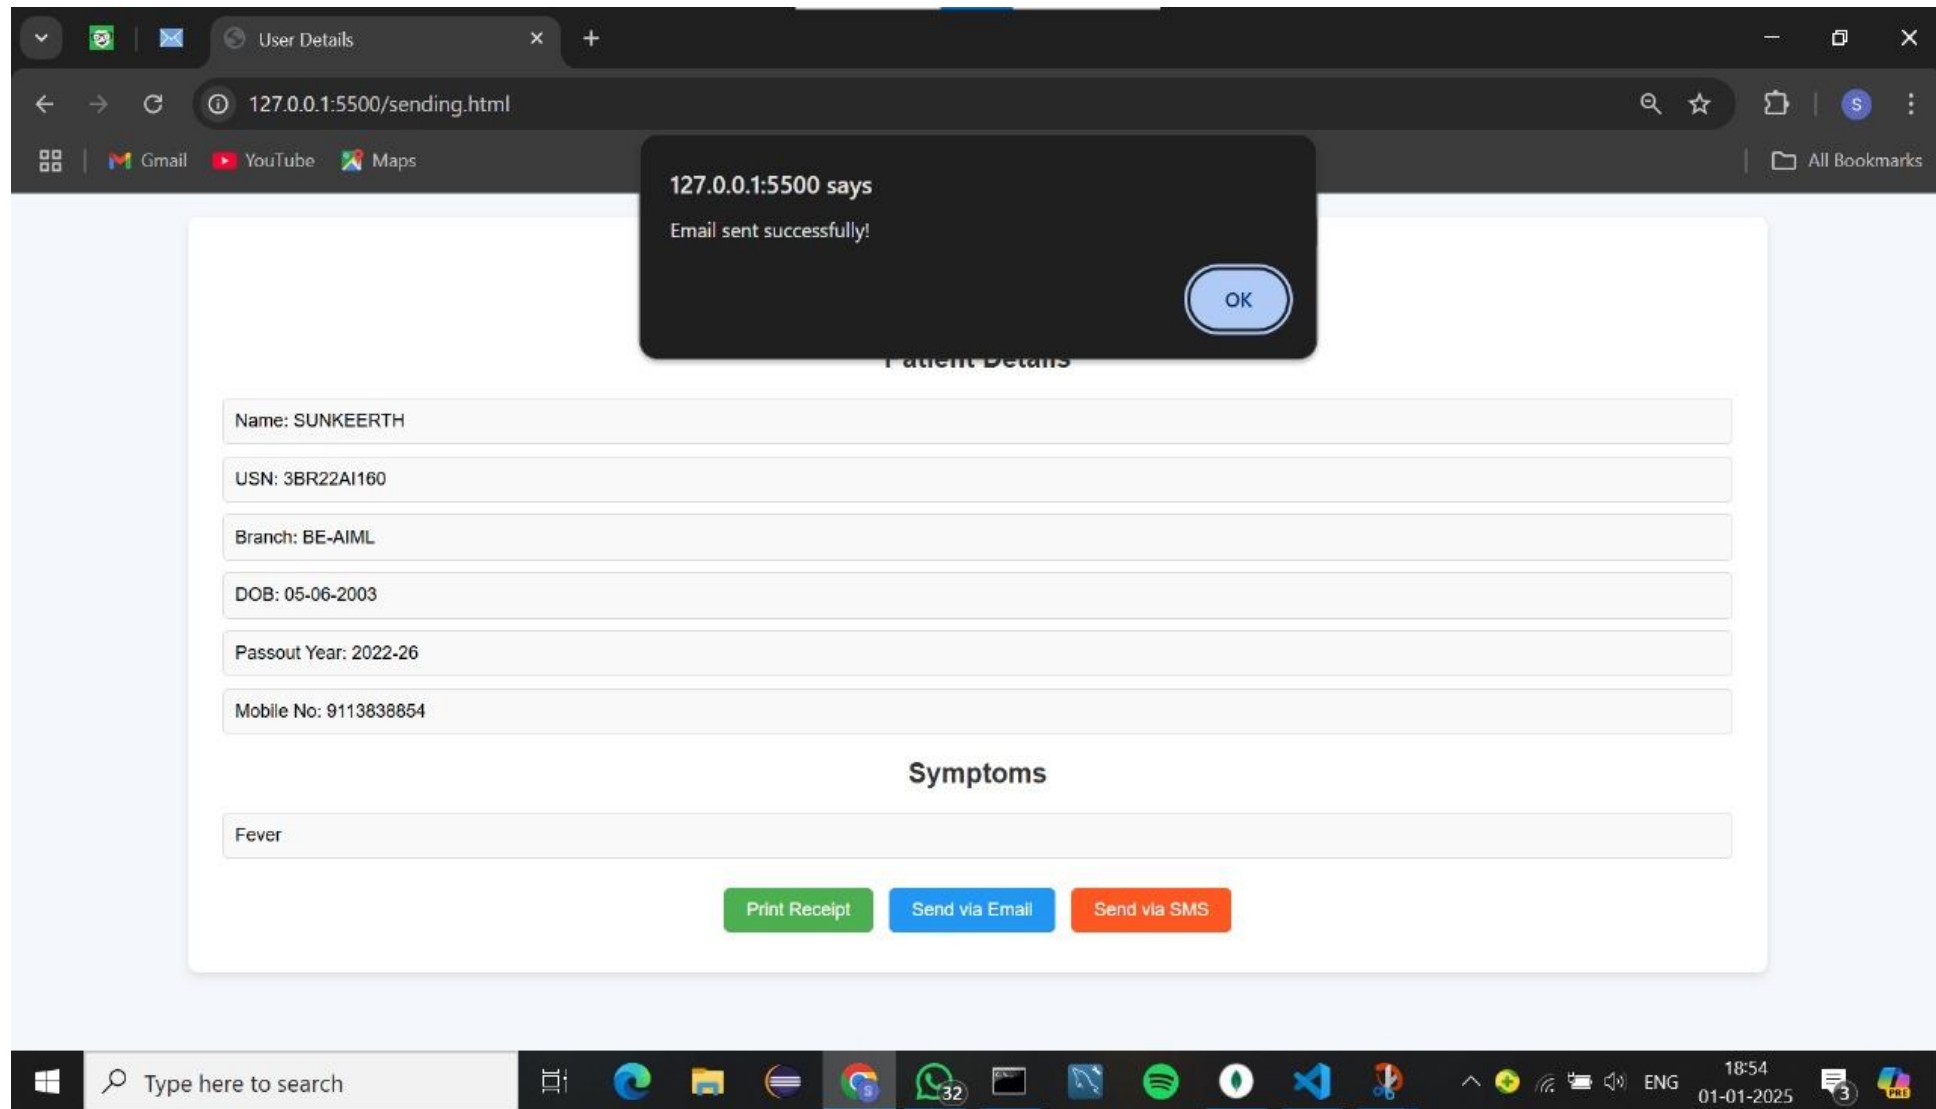 User Details
127.0.0.1:5500/sending.html
S
Gmail YouTube Maps All Bookmarks
127.0.0.1:5500 says
Email sent successfully!
OK
Patient Details
Name: SUNKEERTH
USN: 3BR22AI160
Branch: BE-AIML
DOB: 05-06-2003
Passout Year: 2022-26
Mobile No: 9113838854
Symptoms
Fever
Print Receipt Send via Email Send via SMS
Type here to search
S
32
ENG
18:54
01-01-2025
3
PRE